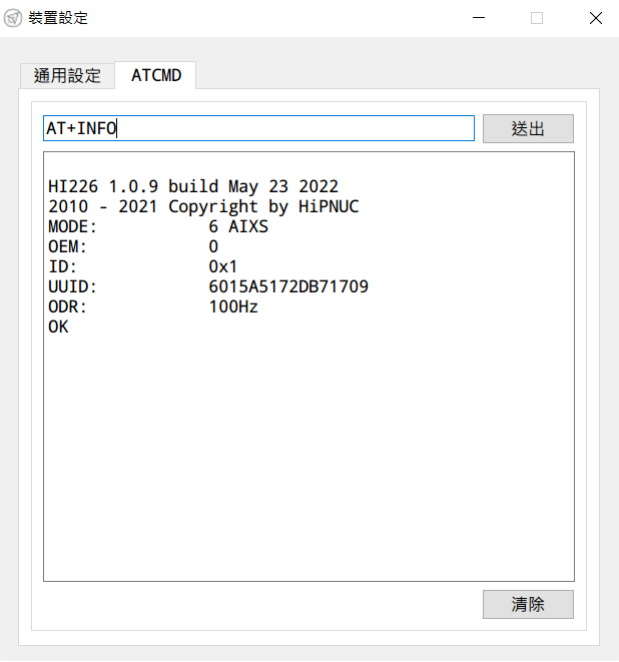 裝置設定
通用設定 ATCMD
AT+INFO 送出
HI226 1.0.9 build May 23 2022
2010 - 2021 Copyright by HiPNUC
MODE: 6 AIXS
OEM: 0
ID: 0x1
UUID: 6015A5172DB71709
ODR: 100Hz
OK
清除